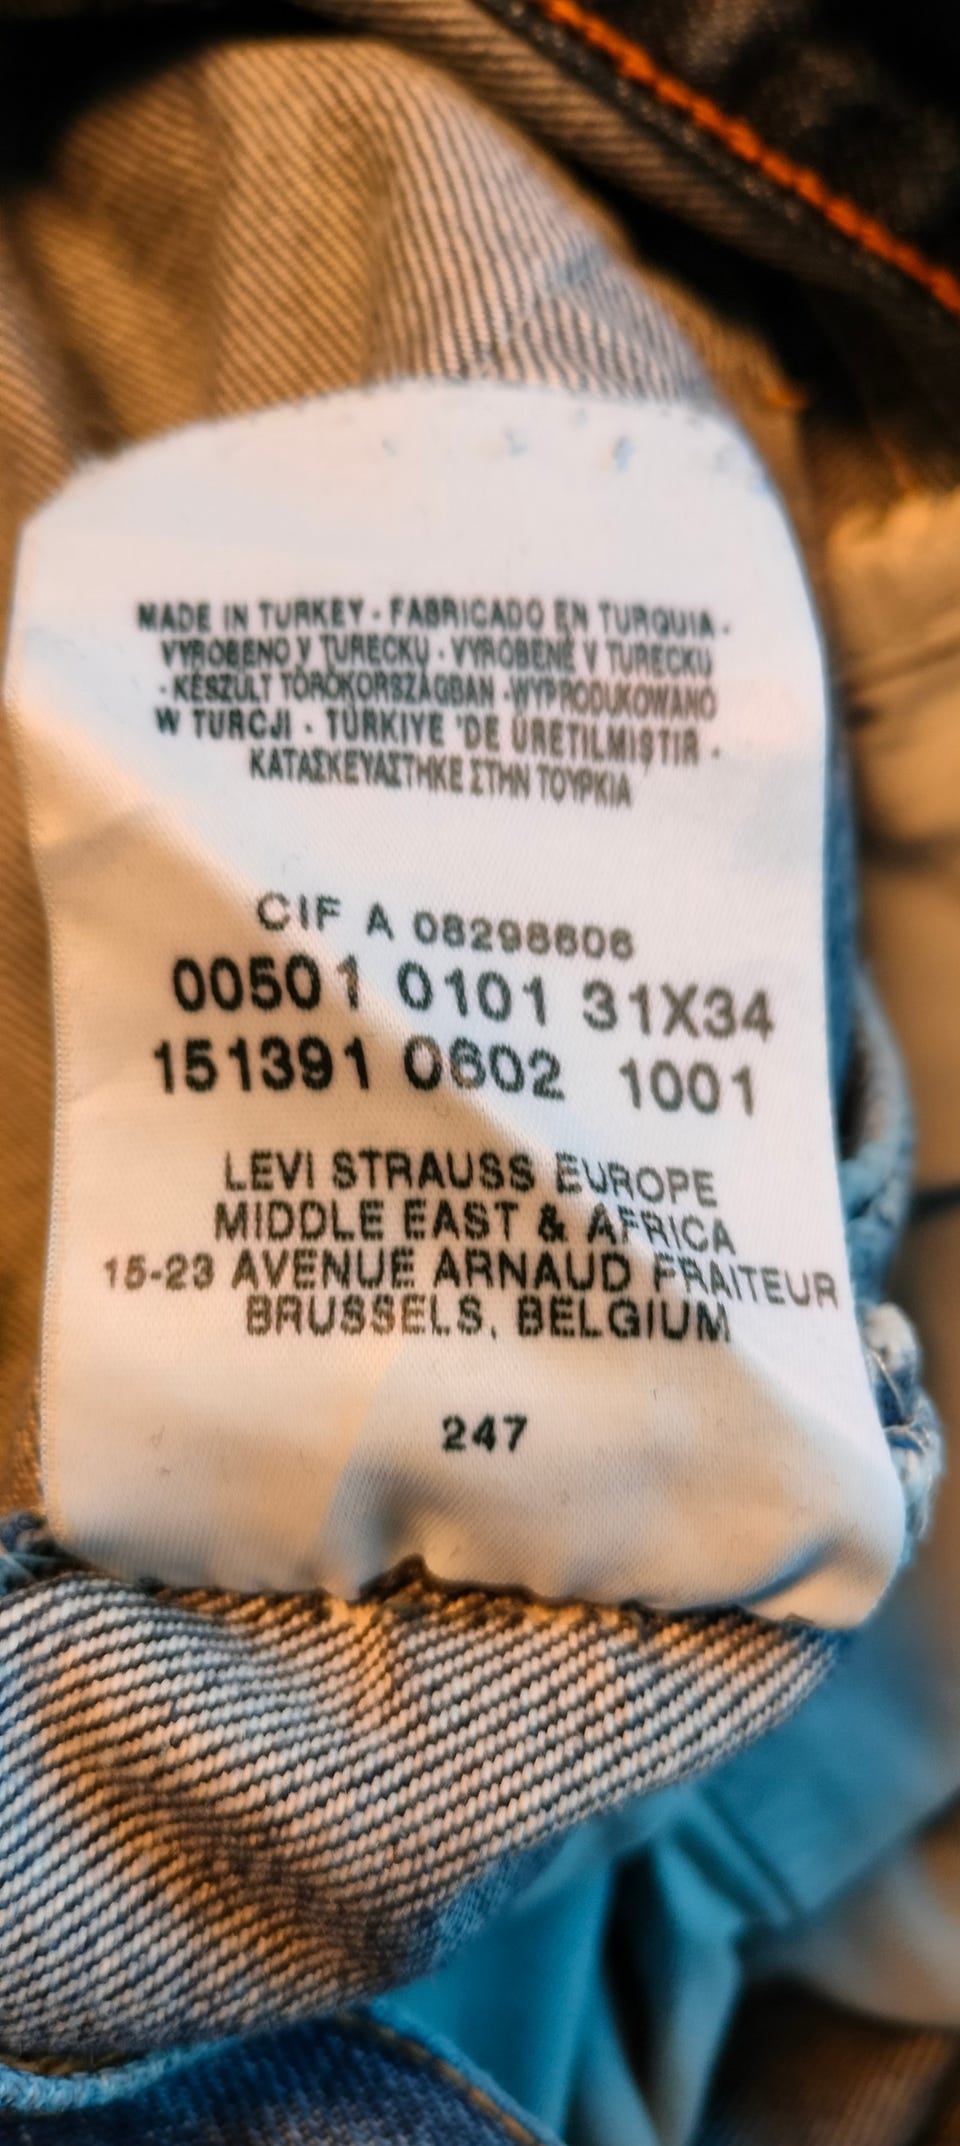 MADE IN TURKEY - FABRICADO EN TURQUIA -
VYROBENO V TURECKU - VYROBENÉ V TURECKU
- KÉSZÜLT TÖRÖKORSZÁGBAN - WYPRODUKOWANO
W TURCJI - TÜRKIYE 'DE ÜRETILMIŞTIR -
ΚΑΤΑΣΚΕΥΑΣΤΗΚΕ ΣΤΗΝ ΤΟΥΡΚΙΑ
CIF A 08298606
00501 0101 31X34
151391 0602 1001
LEVI STRAUSS EUROPE
MIDDLE EAST & AFRICA
15-23 AVENUE ARNAUD FRAITEUR
BRUSSELS, BELGIUM
247